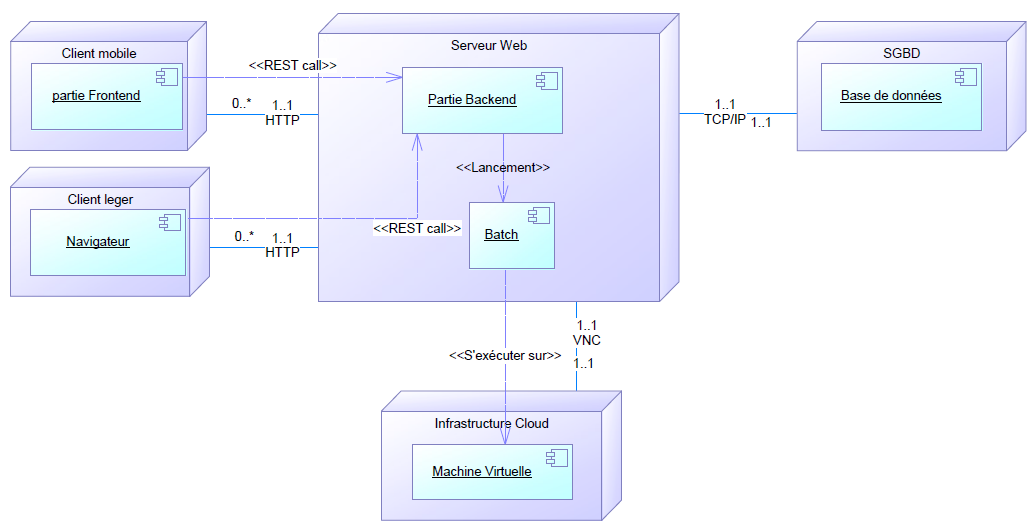 Client mobile
partie Frontend
<<REST call>>
0..*
1..1
HTTP
Client leger
Navigateur
<<REST call>>
0..*
1..1
HTTP
Serveur Web
Partie Backend
<<Lancement>>
Batch
1..1
TCP/IP
1..1
SGBD
Base de données
<<S'exécuter sur>>
1..1
VNC
1..1
Infrastructure Cloud
Machine Virtuelle